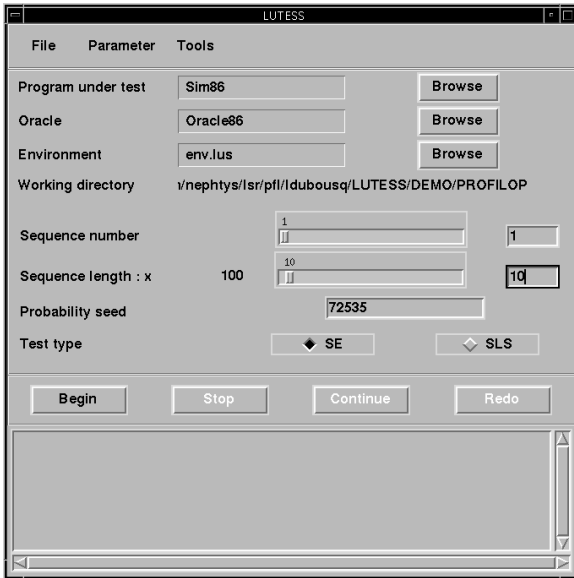 LUTESS
File Parameter Tools
Program under test Sim86 Browse
Oracle Oracle86 Browse
Environment env.lus Browse
Working directory ı/nephtys/lsr/pfl/ldubousq/LUTESS/DEMO/PROFILOP
1
Sequence number 1
10
Sequence length : x 100 10
Probability seed 72535
Test type SE SLS
Begin Stop Continue Redo